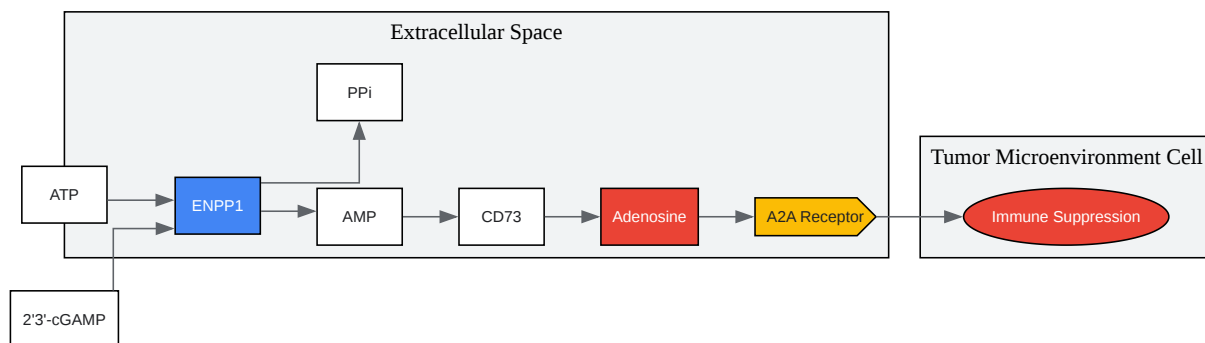 Extracellular Space
PPi
Tumor Microenvironment Cell
ATP
ENPP1
AMP
CD73
Adenosine
A2A Receptor
Immune Suppression
2'3'-cGAMP